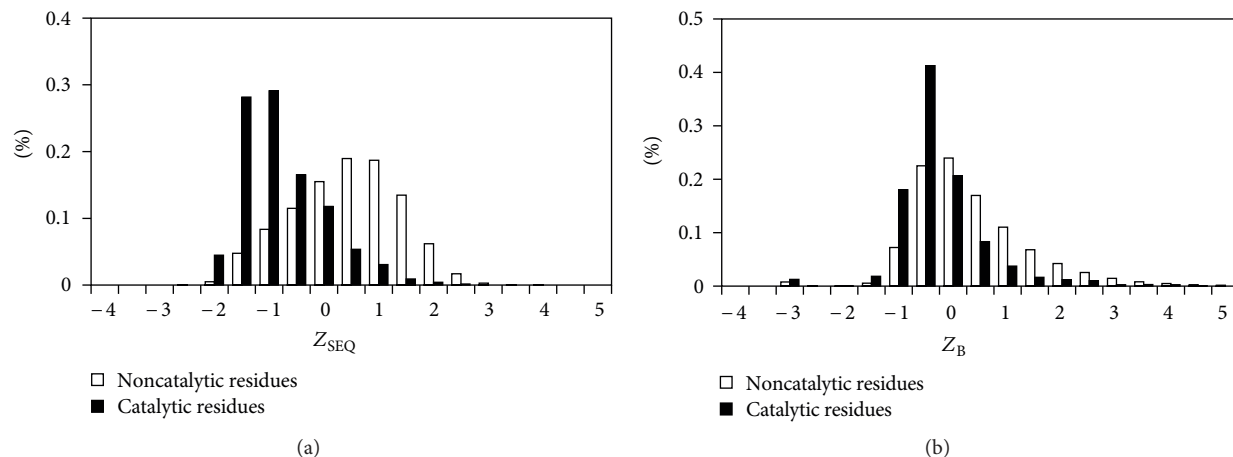 0.4
0.3
0.2
0.1
0
(%)
−4 −3 −2 −1 0 1 2 3 4 5
Z_SEQ
Noncatalytic residues
Catalytic residues
(a)
0.5
0.4
0.3
0.2
0.1
0
(%)
−4 −3 −2 −1 0 1 2 3 4 5
Z_B
Noncatalytic residues
Catalytic residues
(b)